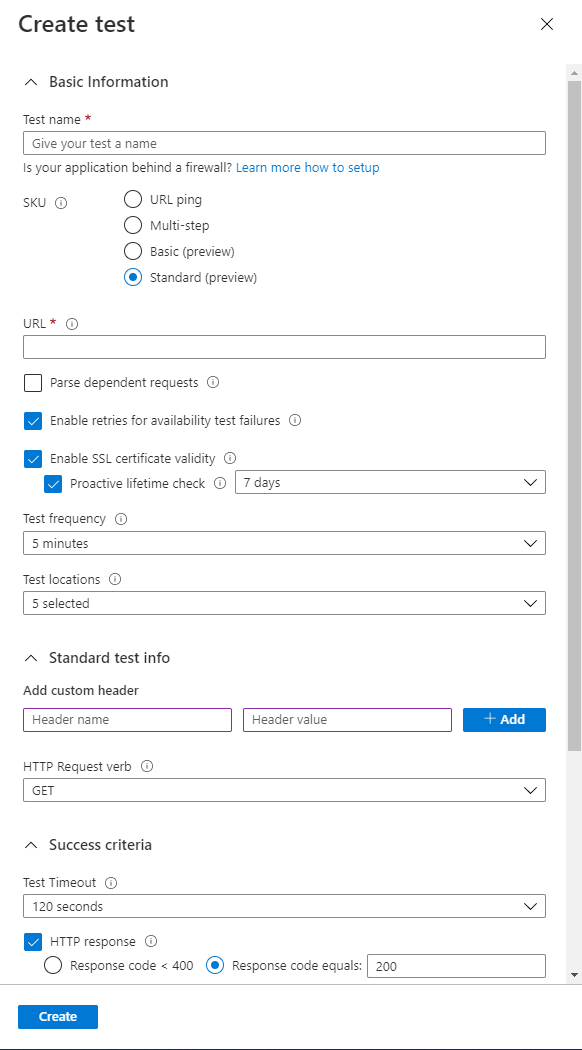 Create test
Basic Information
Test name *
Give your test a name
Is your application behind a firewall? Learn more how to setup
SKU
URL ping
Multi-step
Basic (preview)
Standard (preview)
URL *
Parse dependent requests
Enable retries for availability test failures
Enable SSL certificate validity
Proactive lifetime check 7 days
Test frequency
5 minutes
Test locations
5 selected
Standard test info
Add custom header
Header name Header value + Add
HTTP Request verb
GET
Success criteria
Test Timeout
120 seconds
HTTP response
Response code < 400 Response code equals: 200
Create